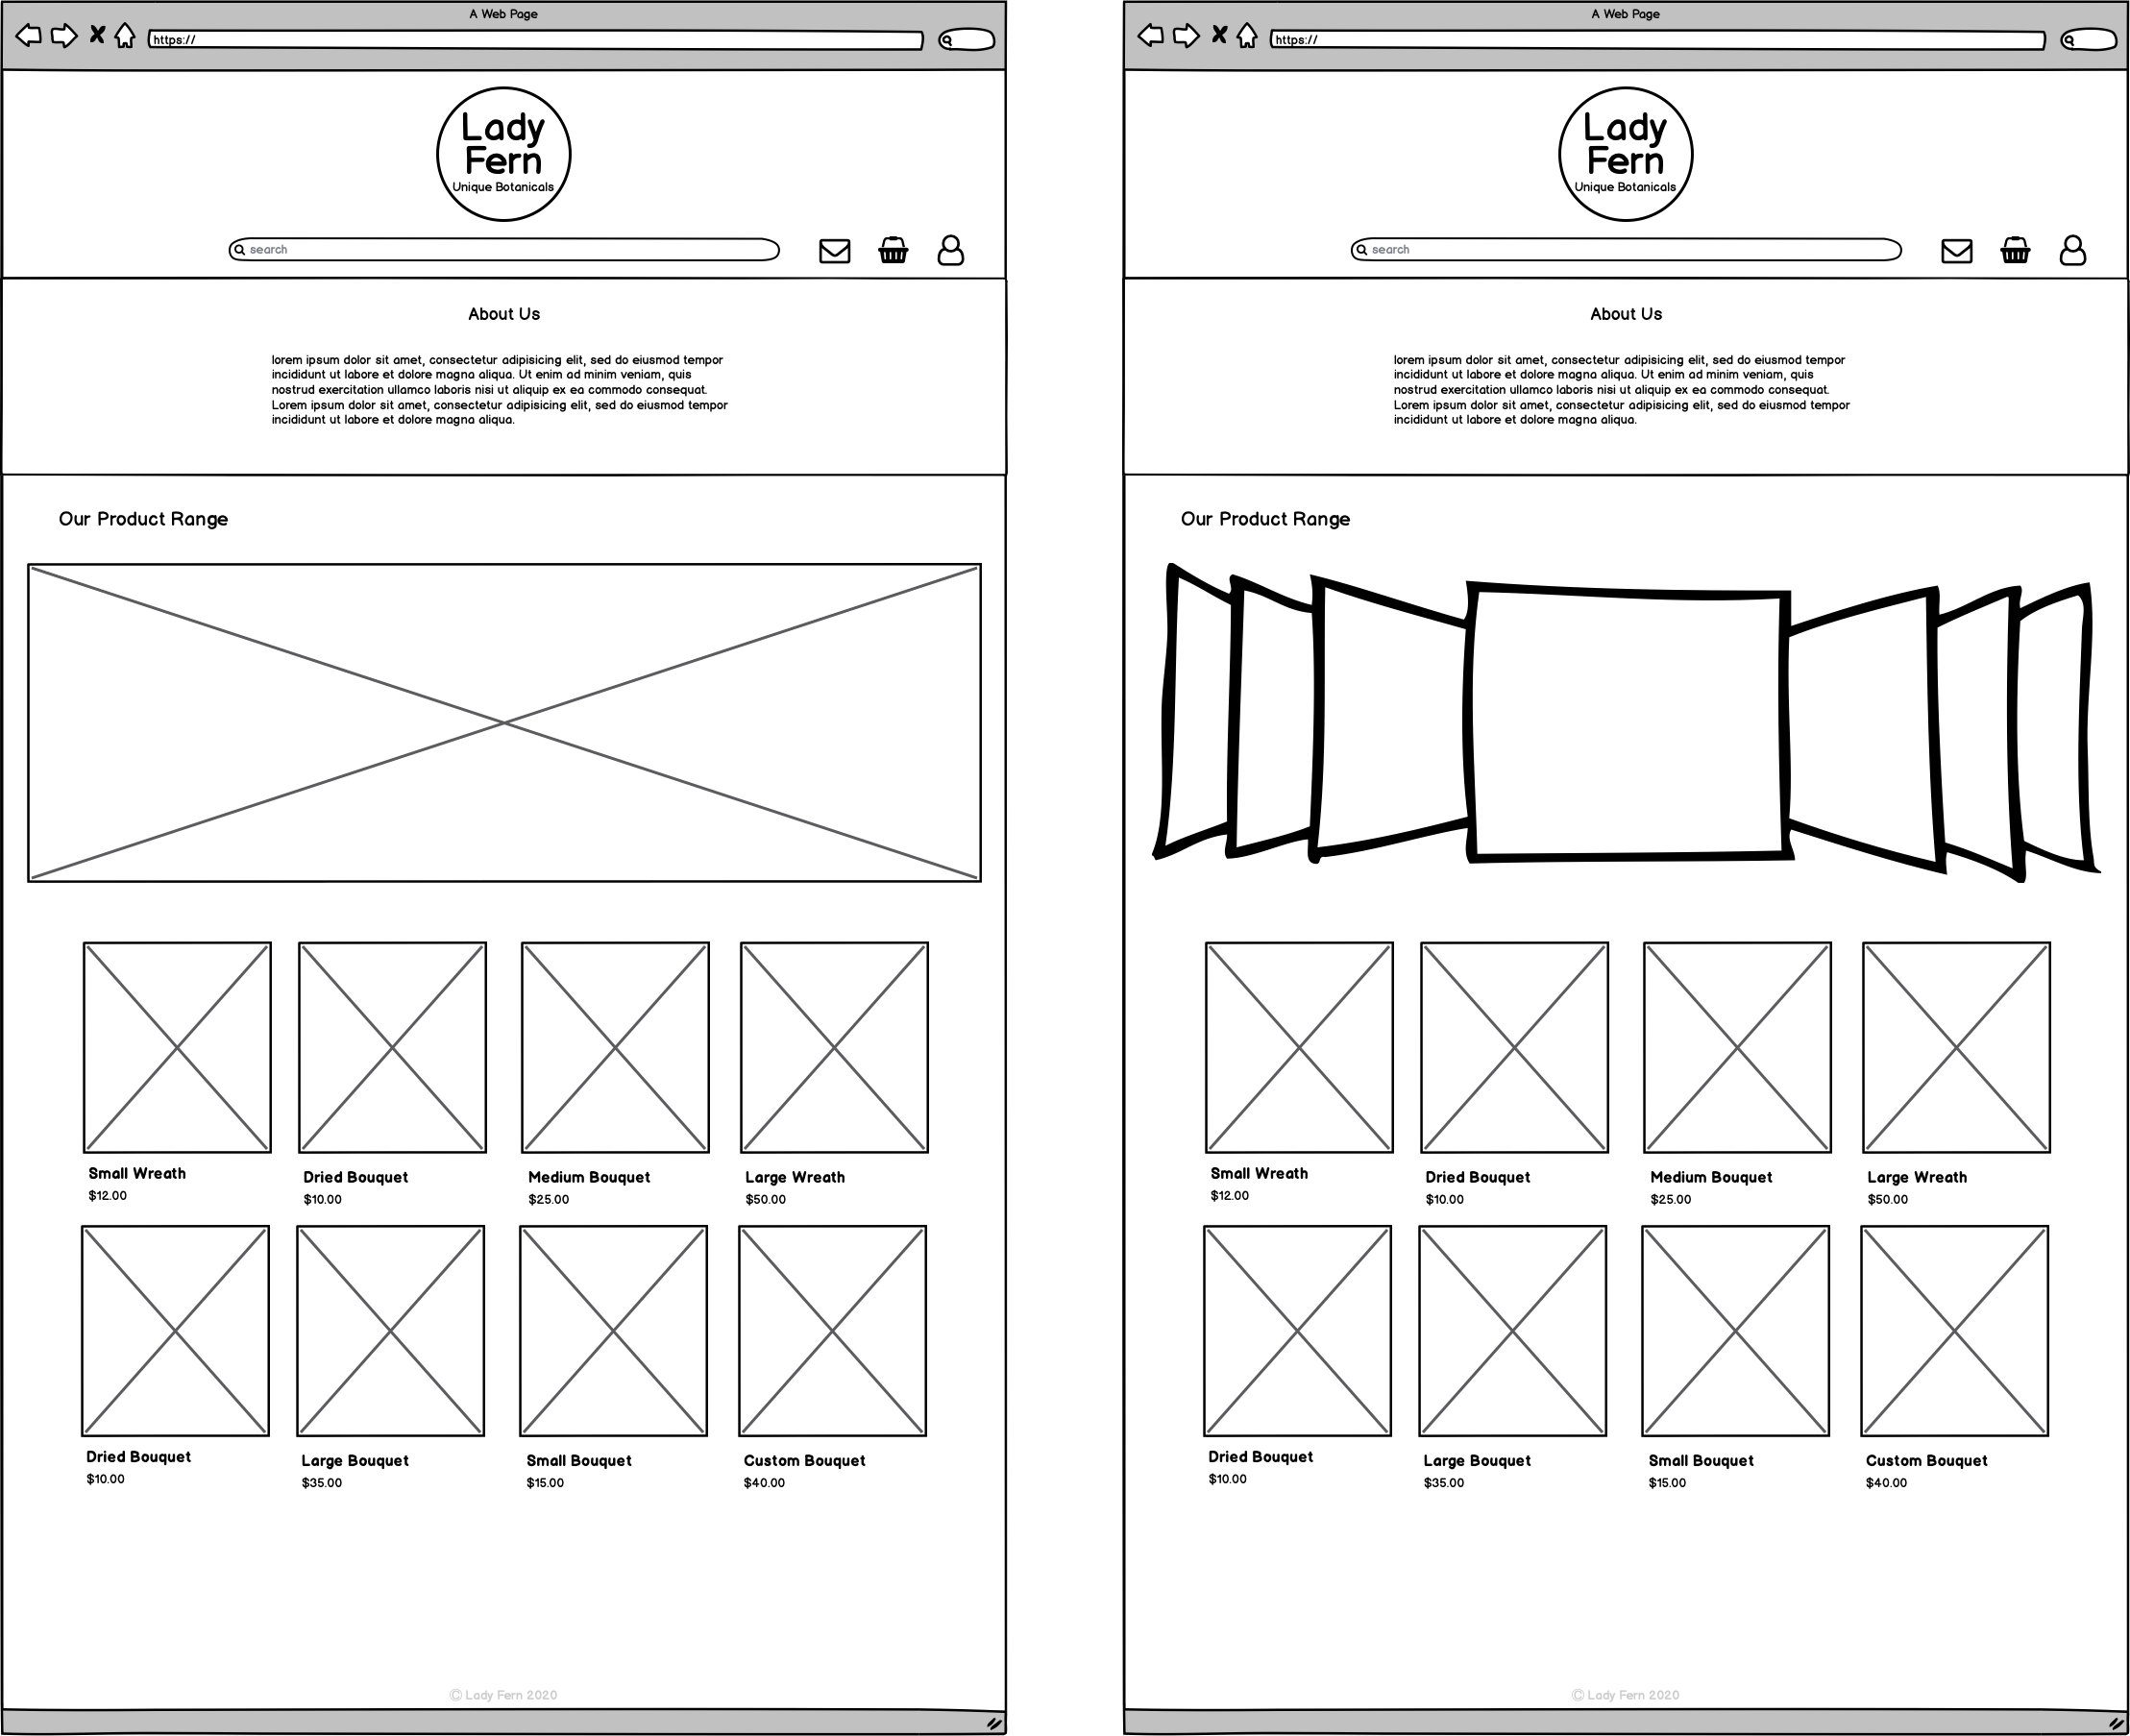 A Web Page
https://
Lady
Fern
Unique Botanicals
search
About Us
lorem ipsum dolor sit amet, consectetur adipisicing elit, sed do eiusmod tempor
incididunt ut labore et dolore magna aliqua. Ut enim ad minim veniam, quis
nostrud exercitation ullamco laboris nisi ut aliquip ex ea commodo consequat.
Lorem ipsum dolor sit amet, consectetur adipisicing elit, sed do eiusmod tempor
incididunt ut labore et dolore magna aliqua.
Our Product Range
Small Wreath
$12.00
Dried Bouquet
$10.00
Medium Bouquet
$25.00
Large Wreath
$50.00
Dried Bouquet
$10.00
Large Bouquet
$35.00
Small Bouquet
$15.00
Custom Bouquet
$40.00
© Lady Fern 2020
A Web Page
https://
Lady
Fern
Unique Botanicals
search
About Us
lorem ipsum dolor sit amet, consectetur adipisicing elit, sed do eiusmod tempor
incididunt ut labore et dolore magna aliqua. Ut enim ad minim veniam, quis
nostrud exercitation ullamco laboris nisi ut aliquip ex ea commodo consequat.
Lorem ipsum dolor sit amet, consectetur adipisicing elit, sed do eiusmod tempor
incididunt ut labore et dolore magna aliqua.
Our Product Range
Small Wreath
$12.00
Dried Bouquet
$10.00
Medium Bouquet
$25.00
Large Wreath
$50.00
Dried Bouquet
$10.00
Large Bouquet
$35.00
Small Bouquet
$15.00
Custom Bouquet
$40.00
© Lady Fern 2020